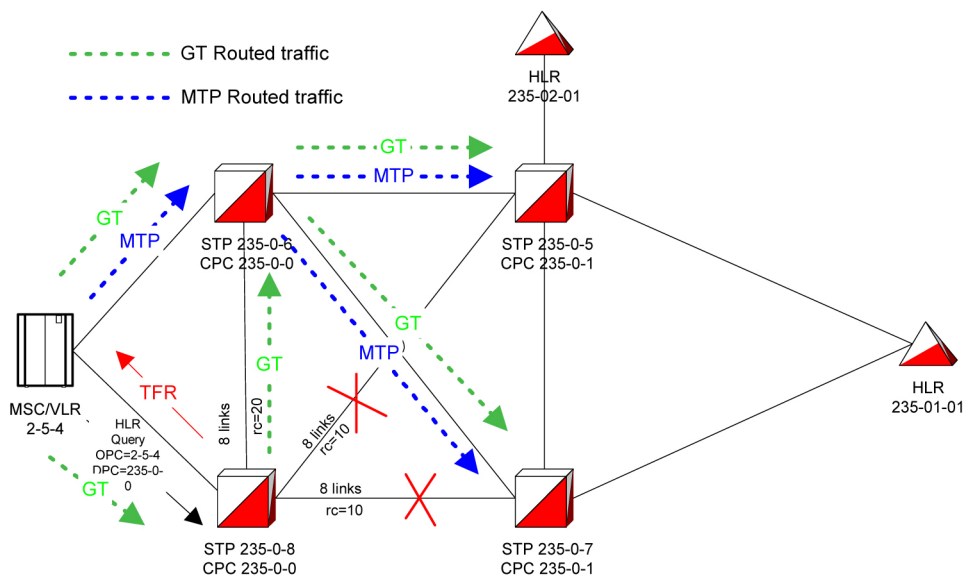 GT Routed traffic
MTP Routed traffic
HLR
235-02-01
GT
MTP
GT
MTP
STP 235-0-6
CPC 235-0-0
STP 235-0-5
CPC 235-0-1
GT
MTP
GT
TFR
MSC/VLR
2-5-4
HLR
Query
OPC=2-5-4
DPC=235-0-
0
GT
8 links
rc=20
8 links
rc=10
8 links
rc=10
HLR
235-01-01
STP 235-0-8
CPC 235-0-0
STP 235-0-7
CPC 235-0-1